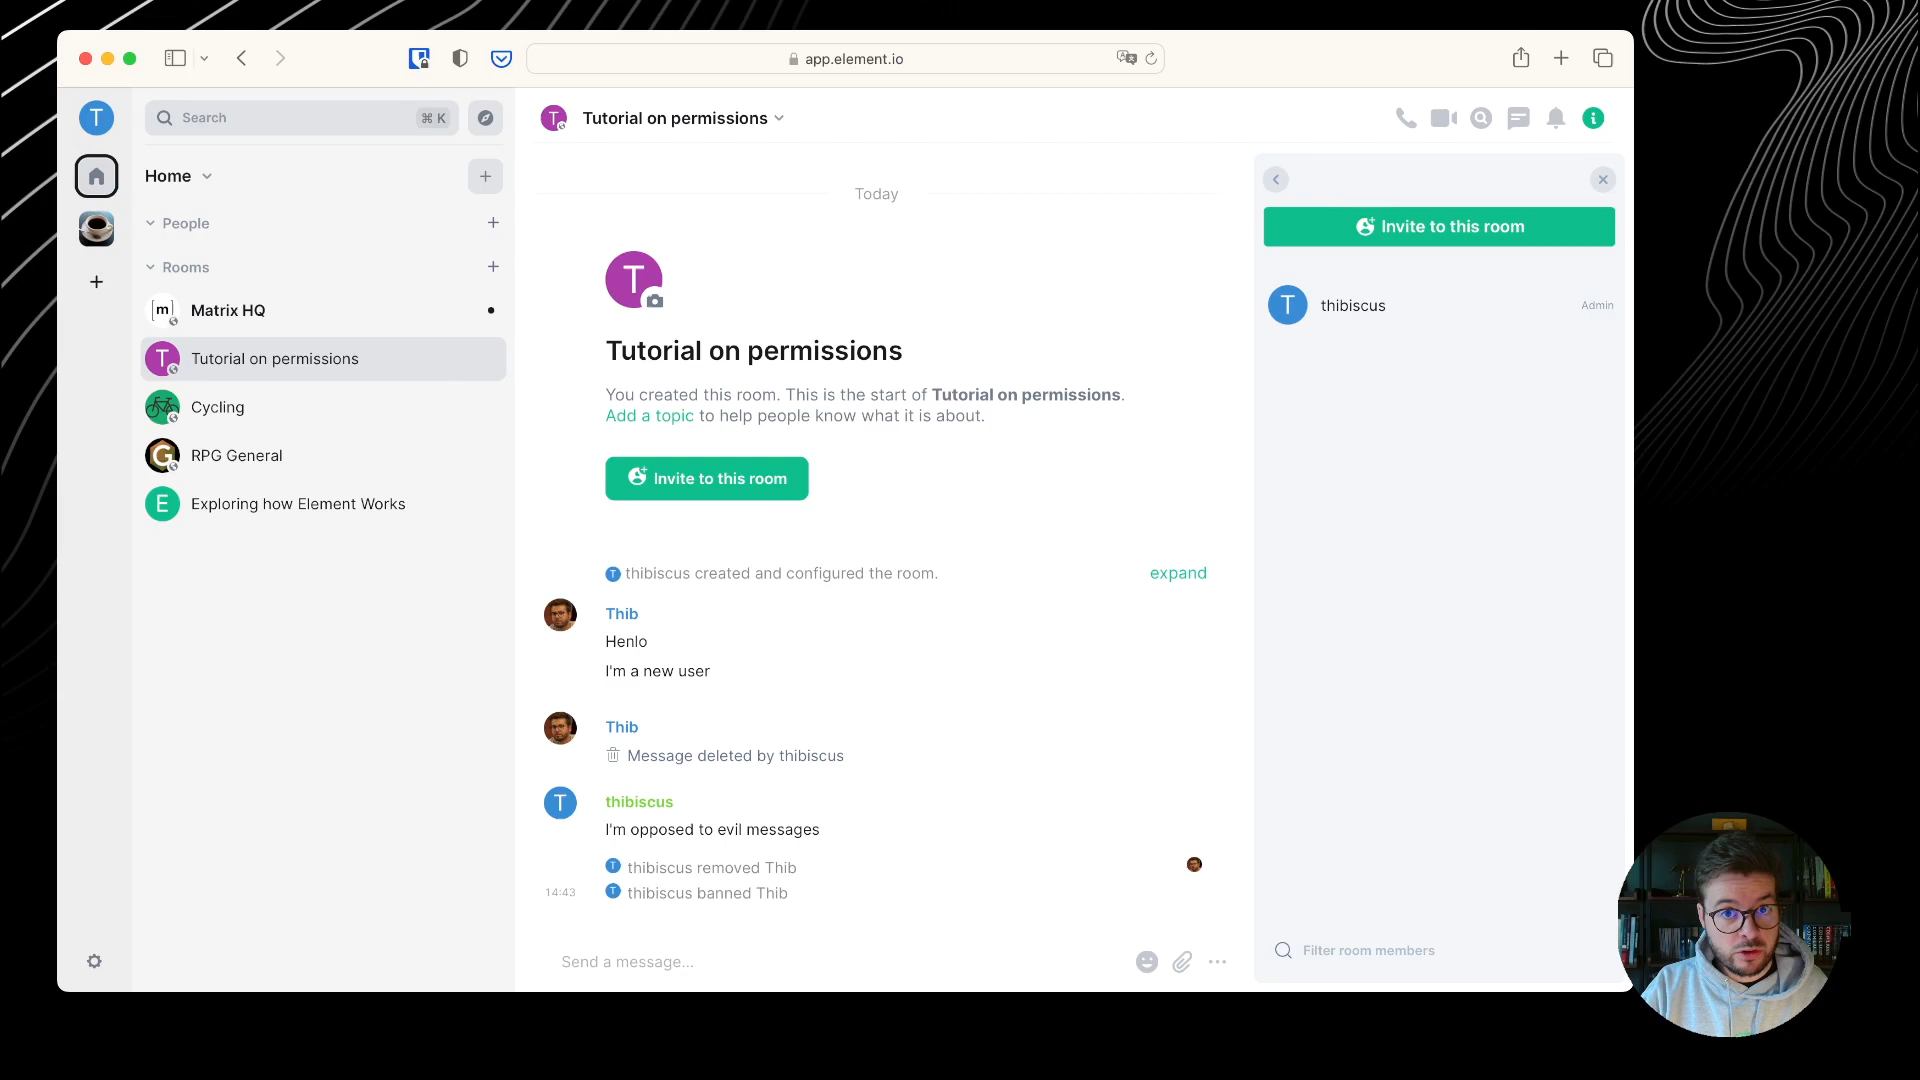 app.element.io
T
Search
⌘ K
Home
People
Rooms
[m]
Matrix HQ
T
Tutorial on permissions
Cycling
G
RPG General
E
Exploring how Element Works
T
Tutorial on permissions
Today
T
Tutorial on permissions
You created this room. This is the start of Tutorial on permissions.
Add a topic to help people know what it is about.
Invite to this room
T thibiscus created and configured the room.
expand
Thib
Henlo
I'm a new user
Thib
Message deleted by thibiscus
T
thibiscus
I'm opposed to evil messages
T thibiscus removed Thib
14:43
T thibiscus banned Thib
Send a message...
Invite to this room
T
thibiscus
Admin
Filter room members